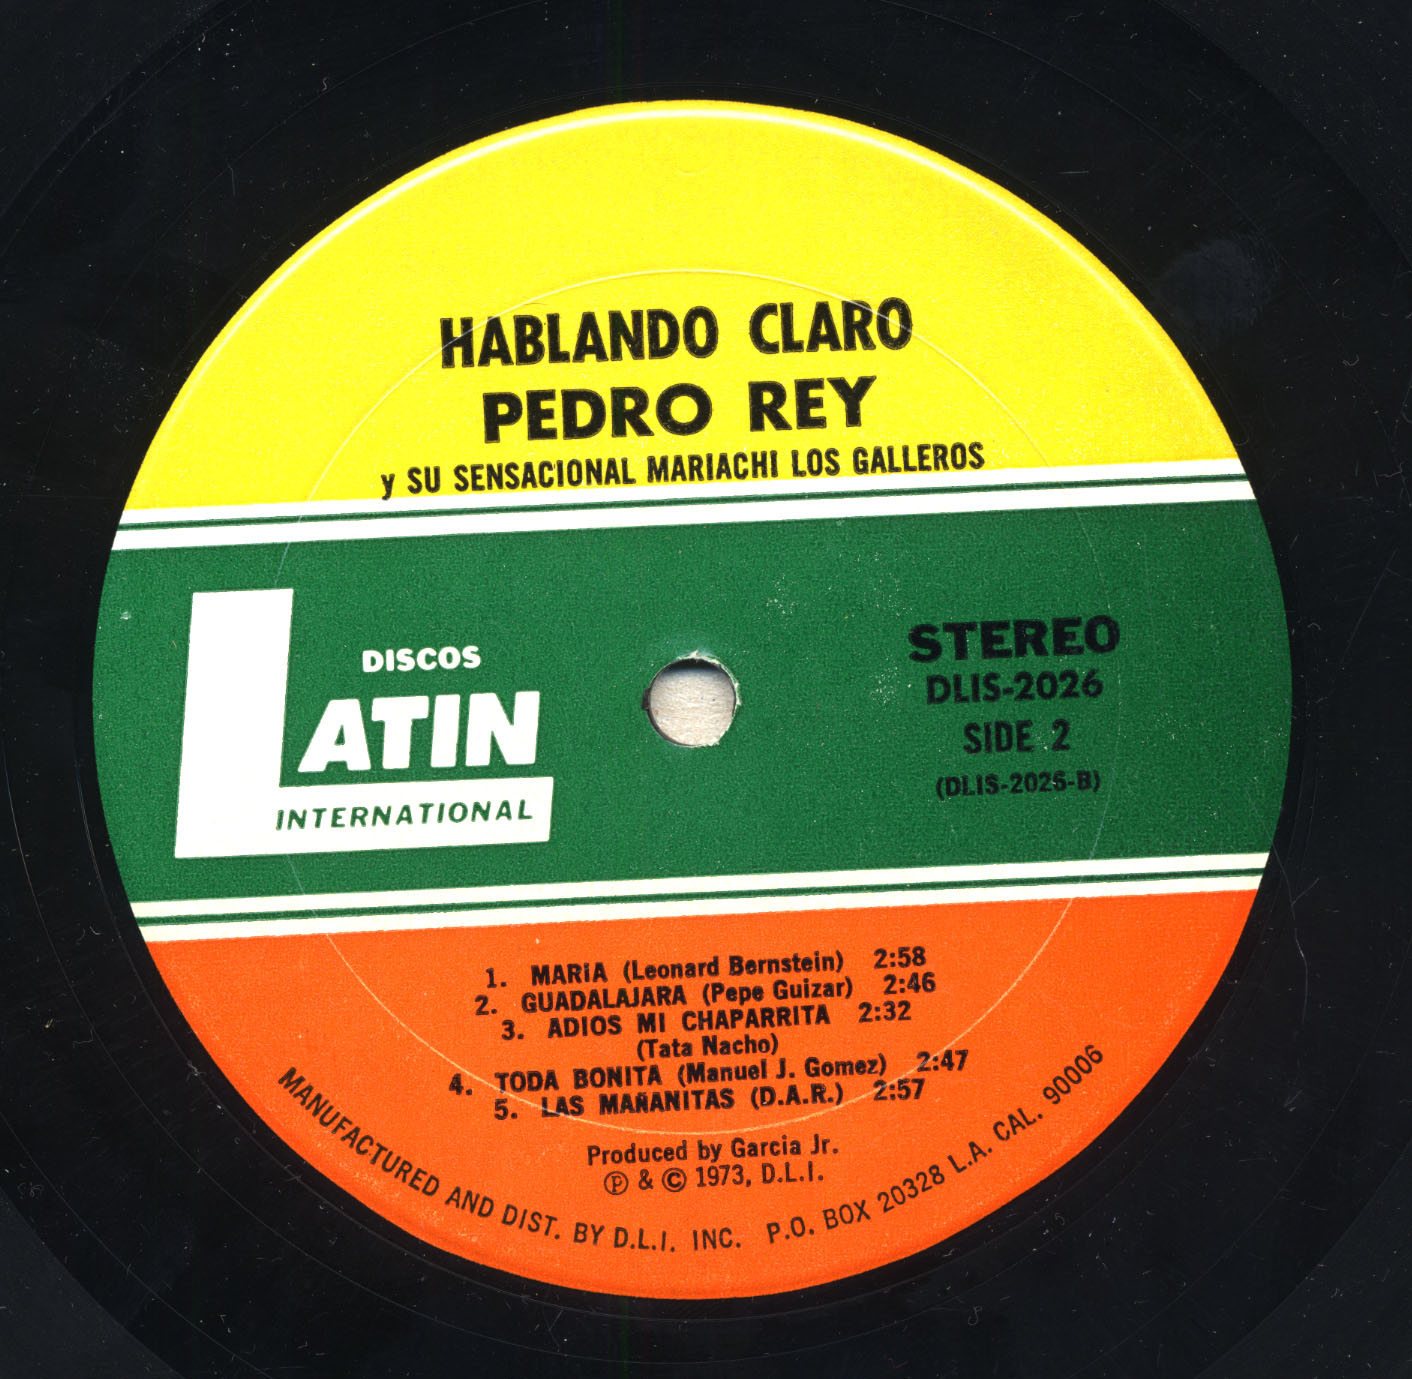 HABLANDO CLARO
PEDRO REY
y SU SENSACIONAL MARIACHI LOS GALLEROS
DISCOS
LATIN
INTERNATIONAL
STEREO
DLIS-2026
SIDE 2
(DLIS-2026-B)
1. MARIA (Leonard Bernstein) 2:58
2. GUADALAJARA (Pepe Guizar) 2:46
3. ADIOS MI CHAPARRITA 2:32
(Tata Nacho)
4. TODA BONITA (Manuel J. Gomez) 2:47
5. LAS MAÑANITAS (D.A.R.) 2:57
Produced by Garcia Jr.
℗ & © 1973, D.L.I.
MANUFACTURED AND DIST. BY D.L.I. INC. P.O. BOX 20328 L.A. CAL. 90006